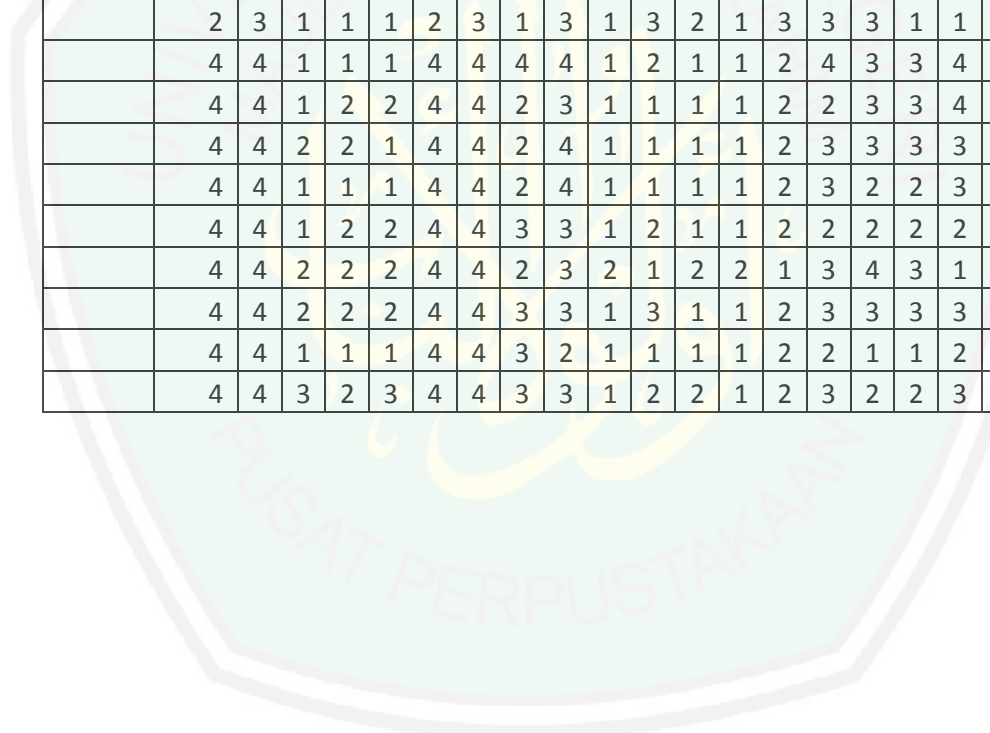 2 3 1 1 1 2 3 1 3 1 3 2 1 3 3 3 1 1
4 4 1 1 1 4 4 4 4 1 2 1 1 2 4 3 3 4
4 4 1 2 2 4 4 2 3 1 1 1 1 2 2 3 3 4
4 4 2 2 1 4 4 2 4 1 1 1 1 2 3 3 3 3
4 4 1 1 1 4 4 2 4 1 1 1 1 2 3 2 2 3
4 4 1 2 2 4 4 3 3 1 2 1 1 2 2 2 2 2
4 4 2 2 2 4 4 2 3 2 1 2 2 1 3 4 3 1
4 4 2 2 2 4 4 3 3 1 3 1 1 2 3 3 3 3
4 4 1 1 1 4 4 3 2 1 1 1 1 2 2 1 1 2
4 4 3 2 3 4 4 3 3 1 2 2 1 2 3 2 2 3
PUSAT PERPUSTAKAAN